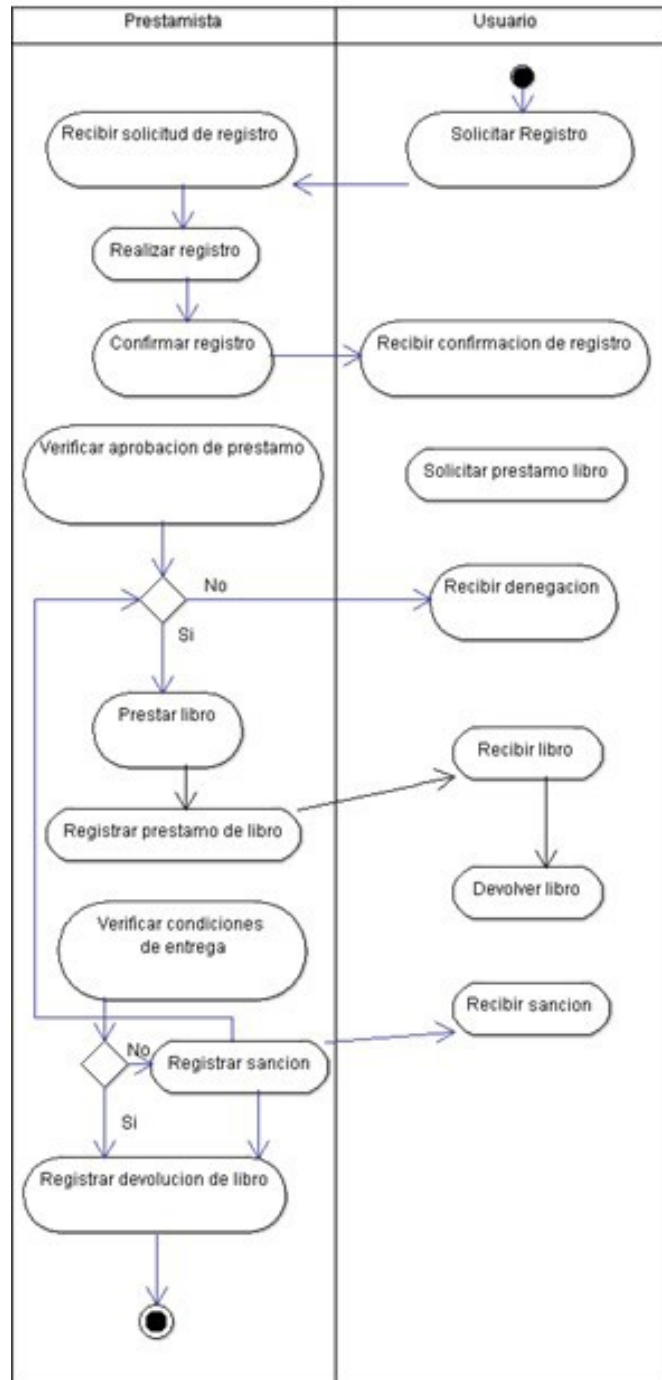 Prestamista
Usuario
Recibir solicitud de registro
Solicitar Registro
Realizar registro
Confirmar registro
Recibir confirmacion de registro
Verificar aprobacion de prestamo
Solicitar prestamo libro
No
Recibir denegacion
Si
Prestar libro
Recibir libro
Registrar prestamo de libro
Devolver libro
Verificar condiciones
de entrega
Recibir sancion
No
Registrar sancion
Si
Registrar devolucion de libro